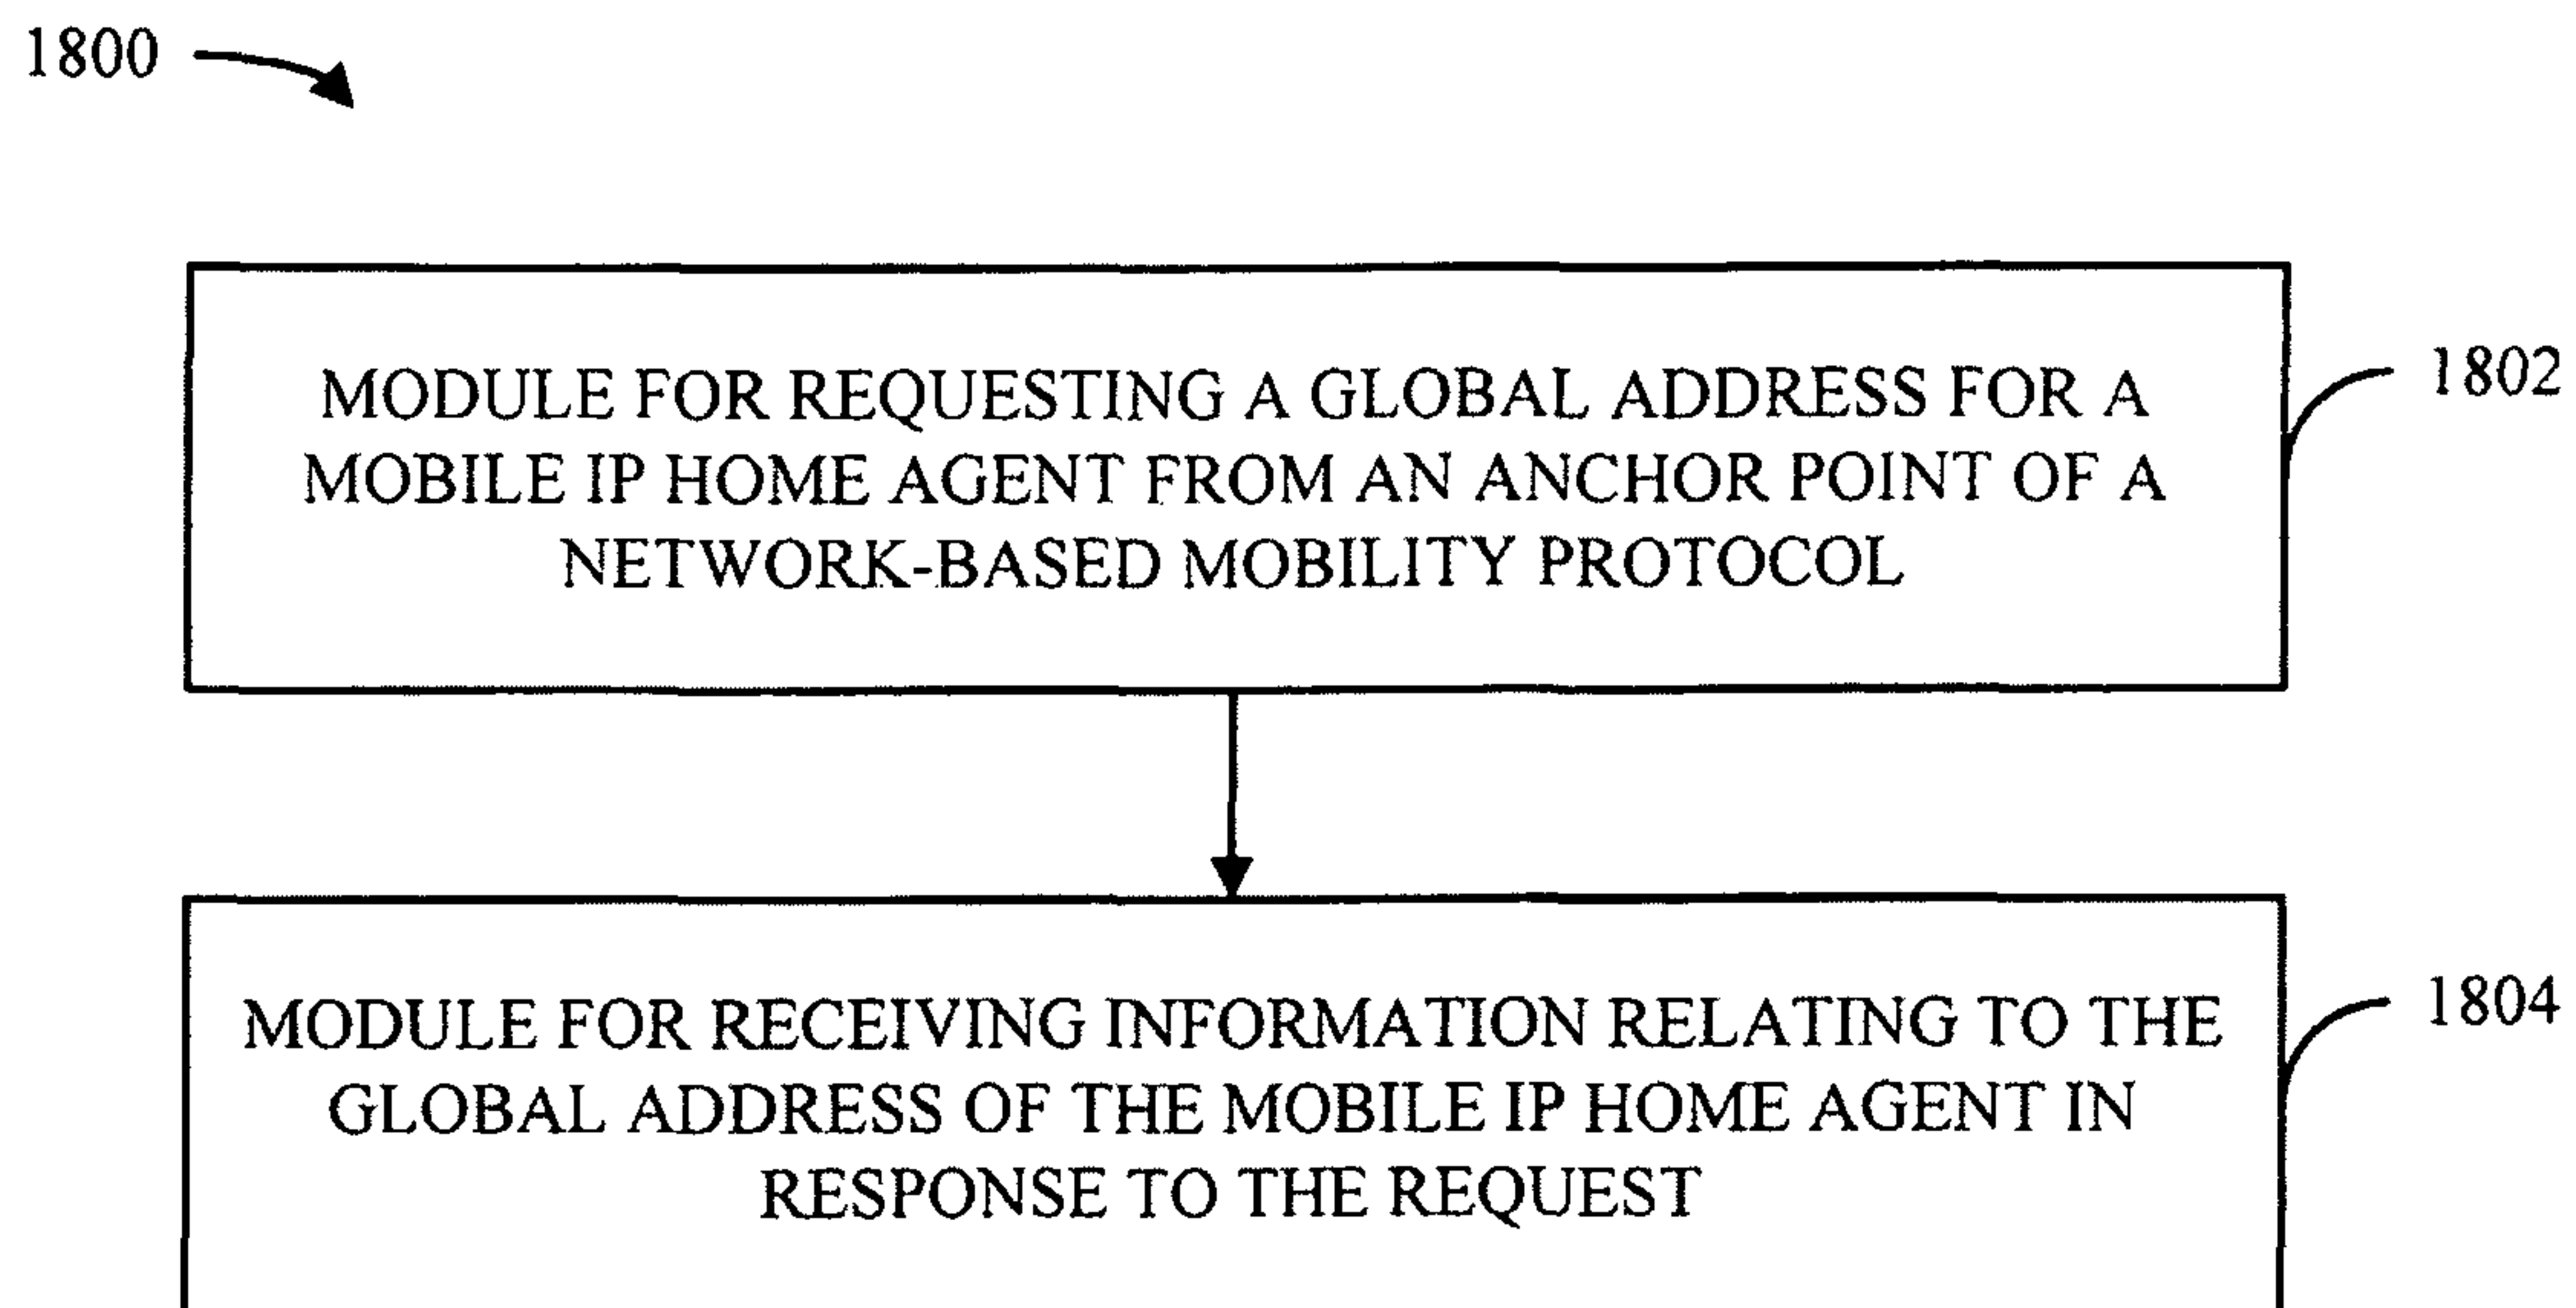 1800
MODULE FOR REQUESTING A GLOBAL ADDRESS FOR A
MOBILE IP HOME AGENT FROM AN ANCHOR POINT OF A
NETWORK-BASED MOBILITY PROTOCOL
1802
MODULE FOR RECEIVING INFORMATION RELATING TO THE
GLOBAL ADDRESS OF THE MOBILE IP HOME AGENT IN
RESPONSE TO THE REQUEST
1804